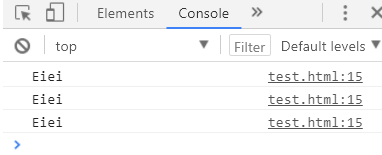 Elements Console »
top Filter Default levels
Eiei test.html:15
Eiei test.html:15
Eiei test.html:15